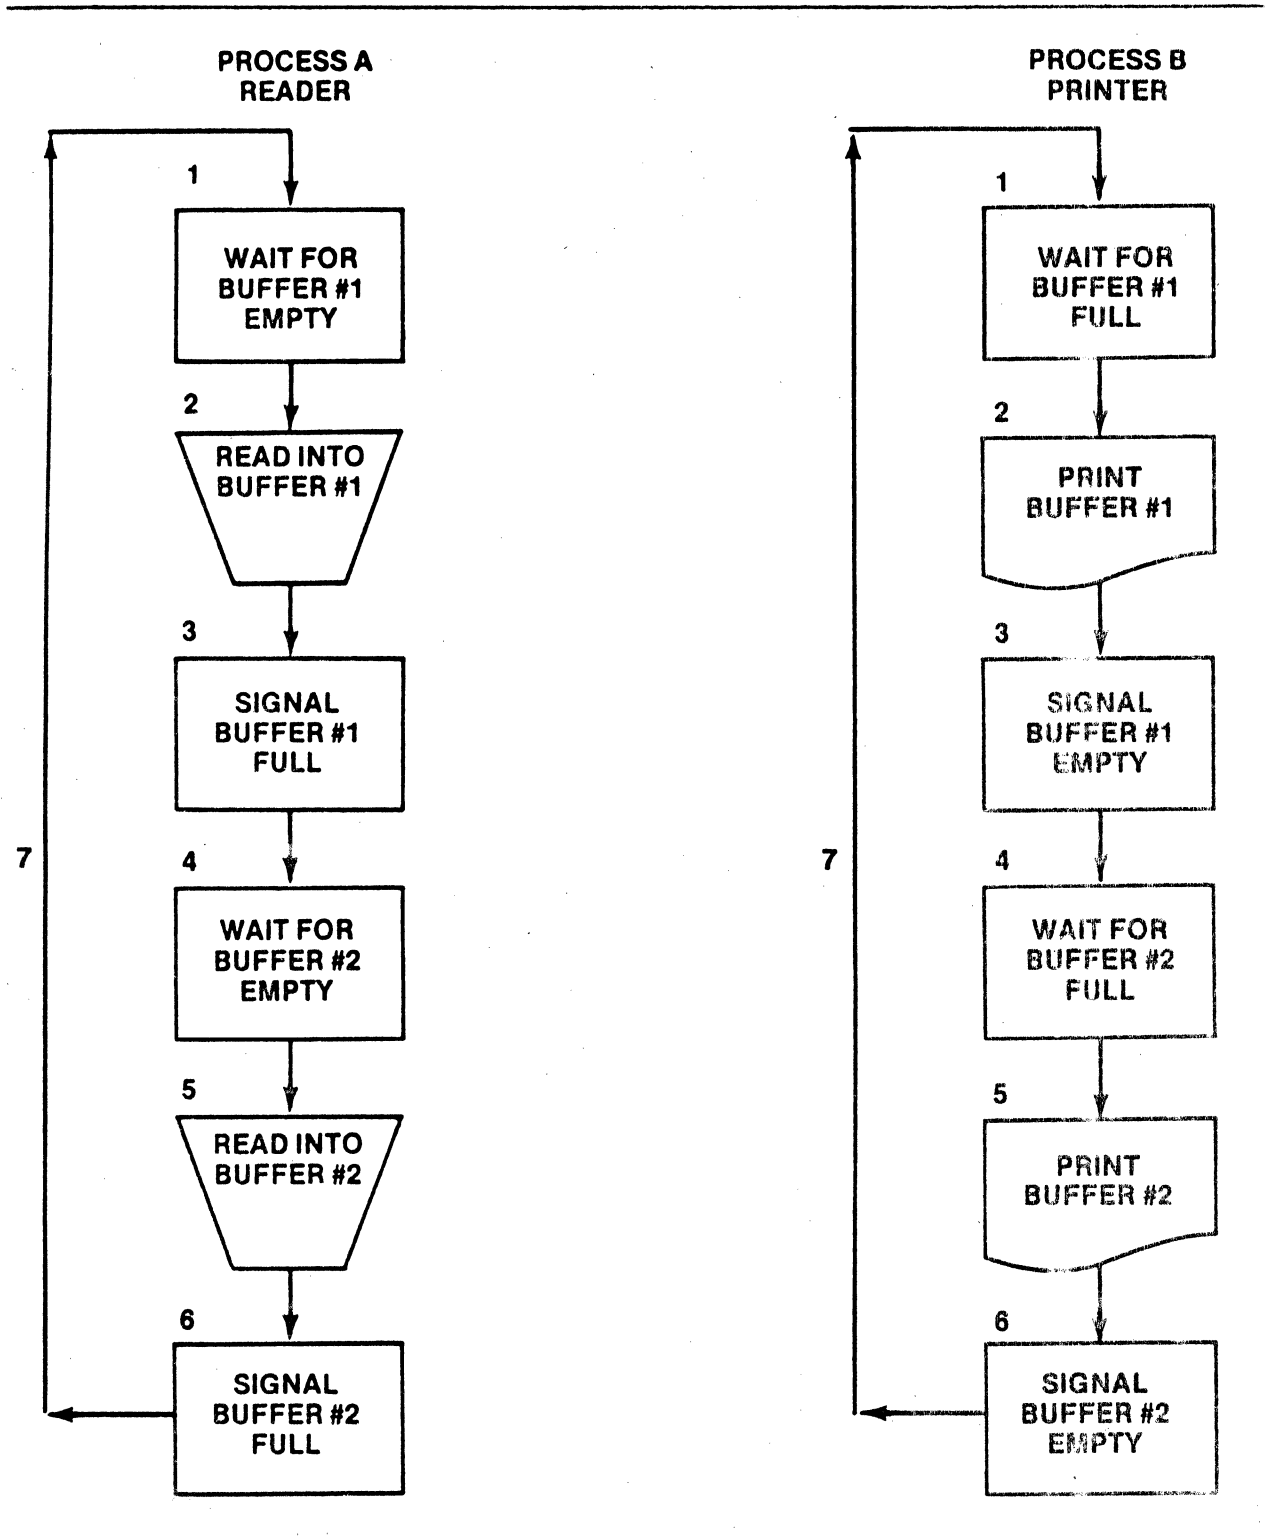 PROCESS A
READER
1
WAIT FOR
BUFFER #1
EMPTY
2
READ INTO
BUFFER #1
3
SIGNAL
BUFFER #1
FULL
4
WAIT FOR
BUFFER #2
EMPTY
5
READ INTO
BUFFER #2
6
SIGNAL
BUFFER #2
FULL
7
PROCESS B
PRINTER
1
WAIT FOR
BUFFER #1
FULL
2
PRINT
BUFFER #1
3
SIGNAL
BUFFER #1
EMPTY
4
WAIT FOR
BUFFER #2
FULL
5
PRINT
BUFFER #2
6
SIGNAL
BUFFER #2
EMPTY
7